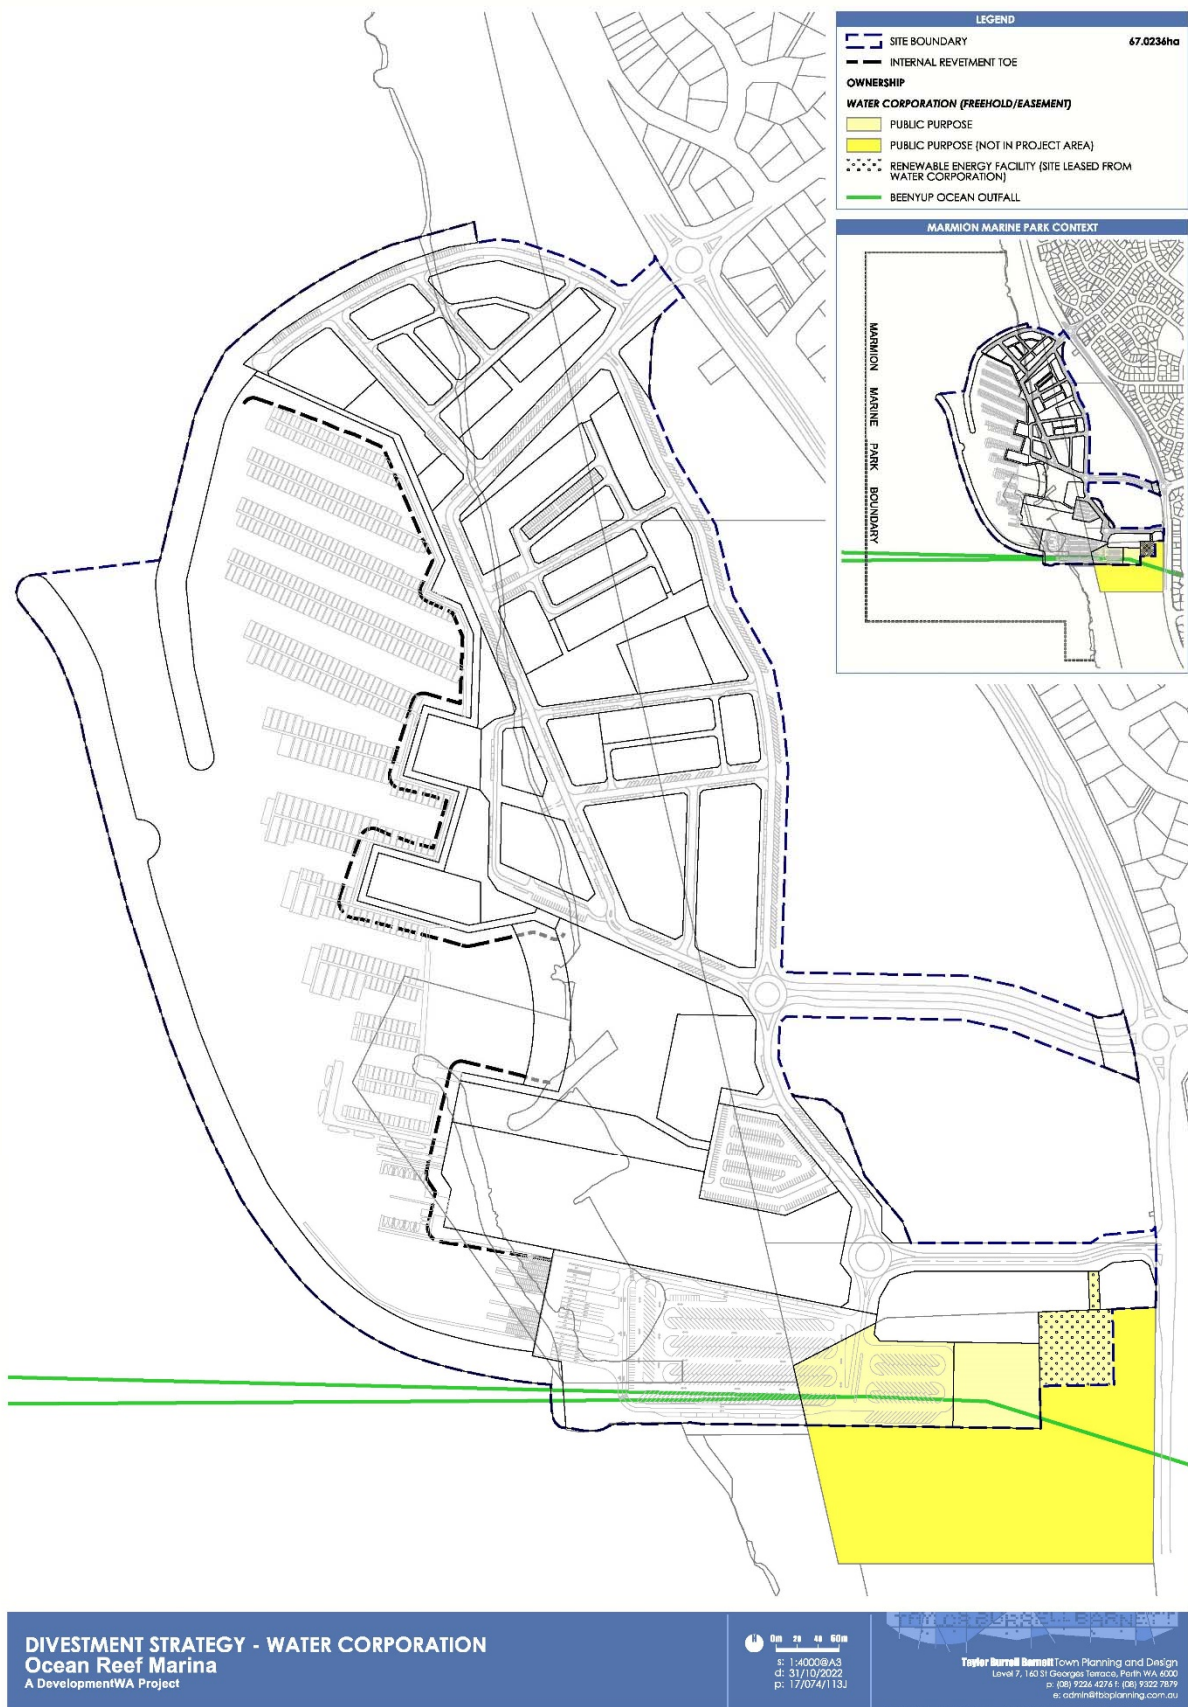 LEGEND
SITE BOUNDARY 67.0236ha
INTERNAL REVETMENT TOE
OWNERSHIP
WATER CORPORATION (FREEHOLD/EASEMENT)
PUBLIC PURPOSE
PUBLIC PURPOSE (NOT IN PROJECT AREA)
RENEWABLE ENERGY FACILITY (SITE LEASED FROM
WATER CORPORATION)
BEENYUP OCEAN OUTFALL
MARMION MARINE PARK CONTEXT
MARMION MARINE PARK BOUNDARY
DIVESTMENT STRATEGY - WATER CORPORATION
Ocean Reef Marina
A DevelopmentWA Project
N
0m 20 40 60m
s: 1:4000@A3
d: 31/10/2022
p: 17/074/113J
TAYLOR BURRELL BARNETT
Taylor Burrell Barnett Town Planning and Design
Level 7, 160 St Georges Terrace, Perth WA 6000
p: (08) 9226 4276 f: (08) 9322 7879
e: admin@tbbplanning.com.au